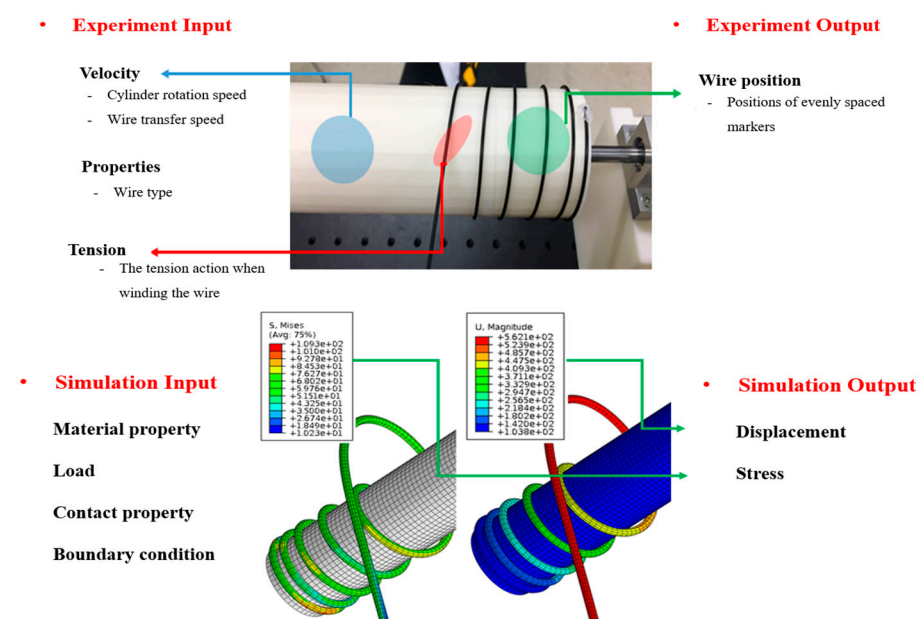 • Experiment Input
Velocity
- Cylinder rotation speed
- Wire transfer speed
Properties
- Wire type
Tension
- The tension action when
winding the wire
• Experiment Output
Wire position
- Positions of evenly spaced
markers
• Simulation Input
Material property
Load
Contact property
Boundary condition
S, Mises
(Avg: 75%)
+1.093e+02
+1.010e+02
+9.278e+01
+8.453e+01
+7.627e+01
+6.802e+01
+5.976e+01
+5.151e+01
+4.325e+01
+3.500e+01
+2.674e+01
+1.849e+01
+1.023e+01
U, Magnitude
+5.621e+02
+5.239e+02
+4.857e+02
+4.475e+02
+4.093e+02
+3.711e+02
+3.329e+02
+2.947e+02
+2.565e+02
+2.184e+02
+1.802e+02
+1.420e+02
+1.038e+02
• Simulation Output
Displacement
Stress